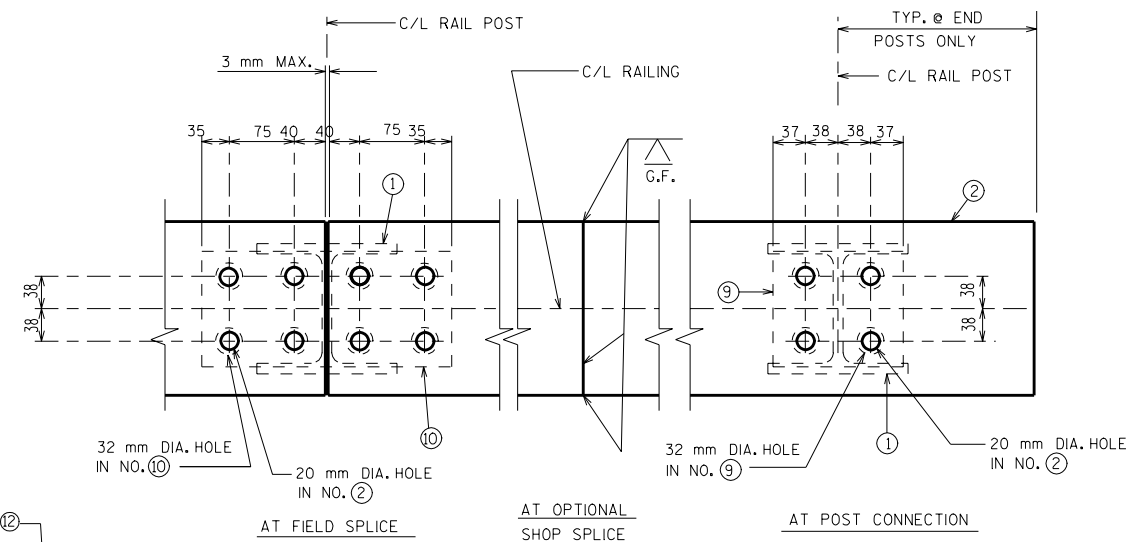 C/L RAIL POST
TYP. @ END
POSTS ONLY
3 mm MAX.
C/L RAILING
C/L RAIL POST
35 75 40 40 75 35
37 38 38 37
G.F.
1
2
38
38
9
38
38
10
1
32 mm DIA. HOLE
IN NO. 10
20 mm DIA. HOLE
IN NO. 2
32 mm DIA. HOLE
IN NO. 9
20 mm DIA. HOLE
IN NO. 2
12
AT FIELD SPLICE
AT OPTIONAL
SHOP SPLICE
AT POST CONNECTION